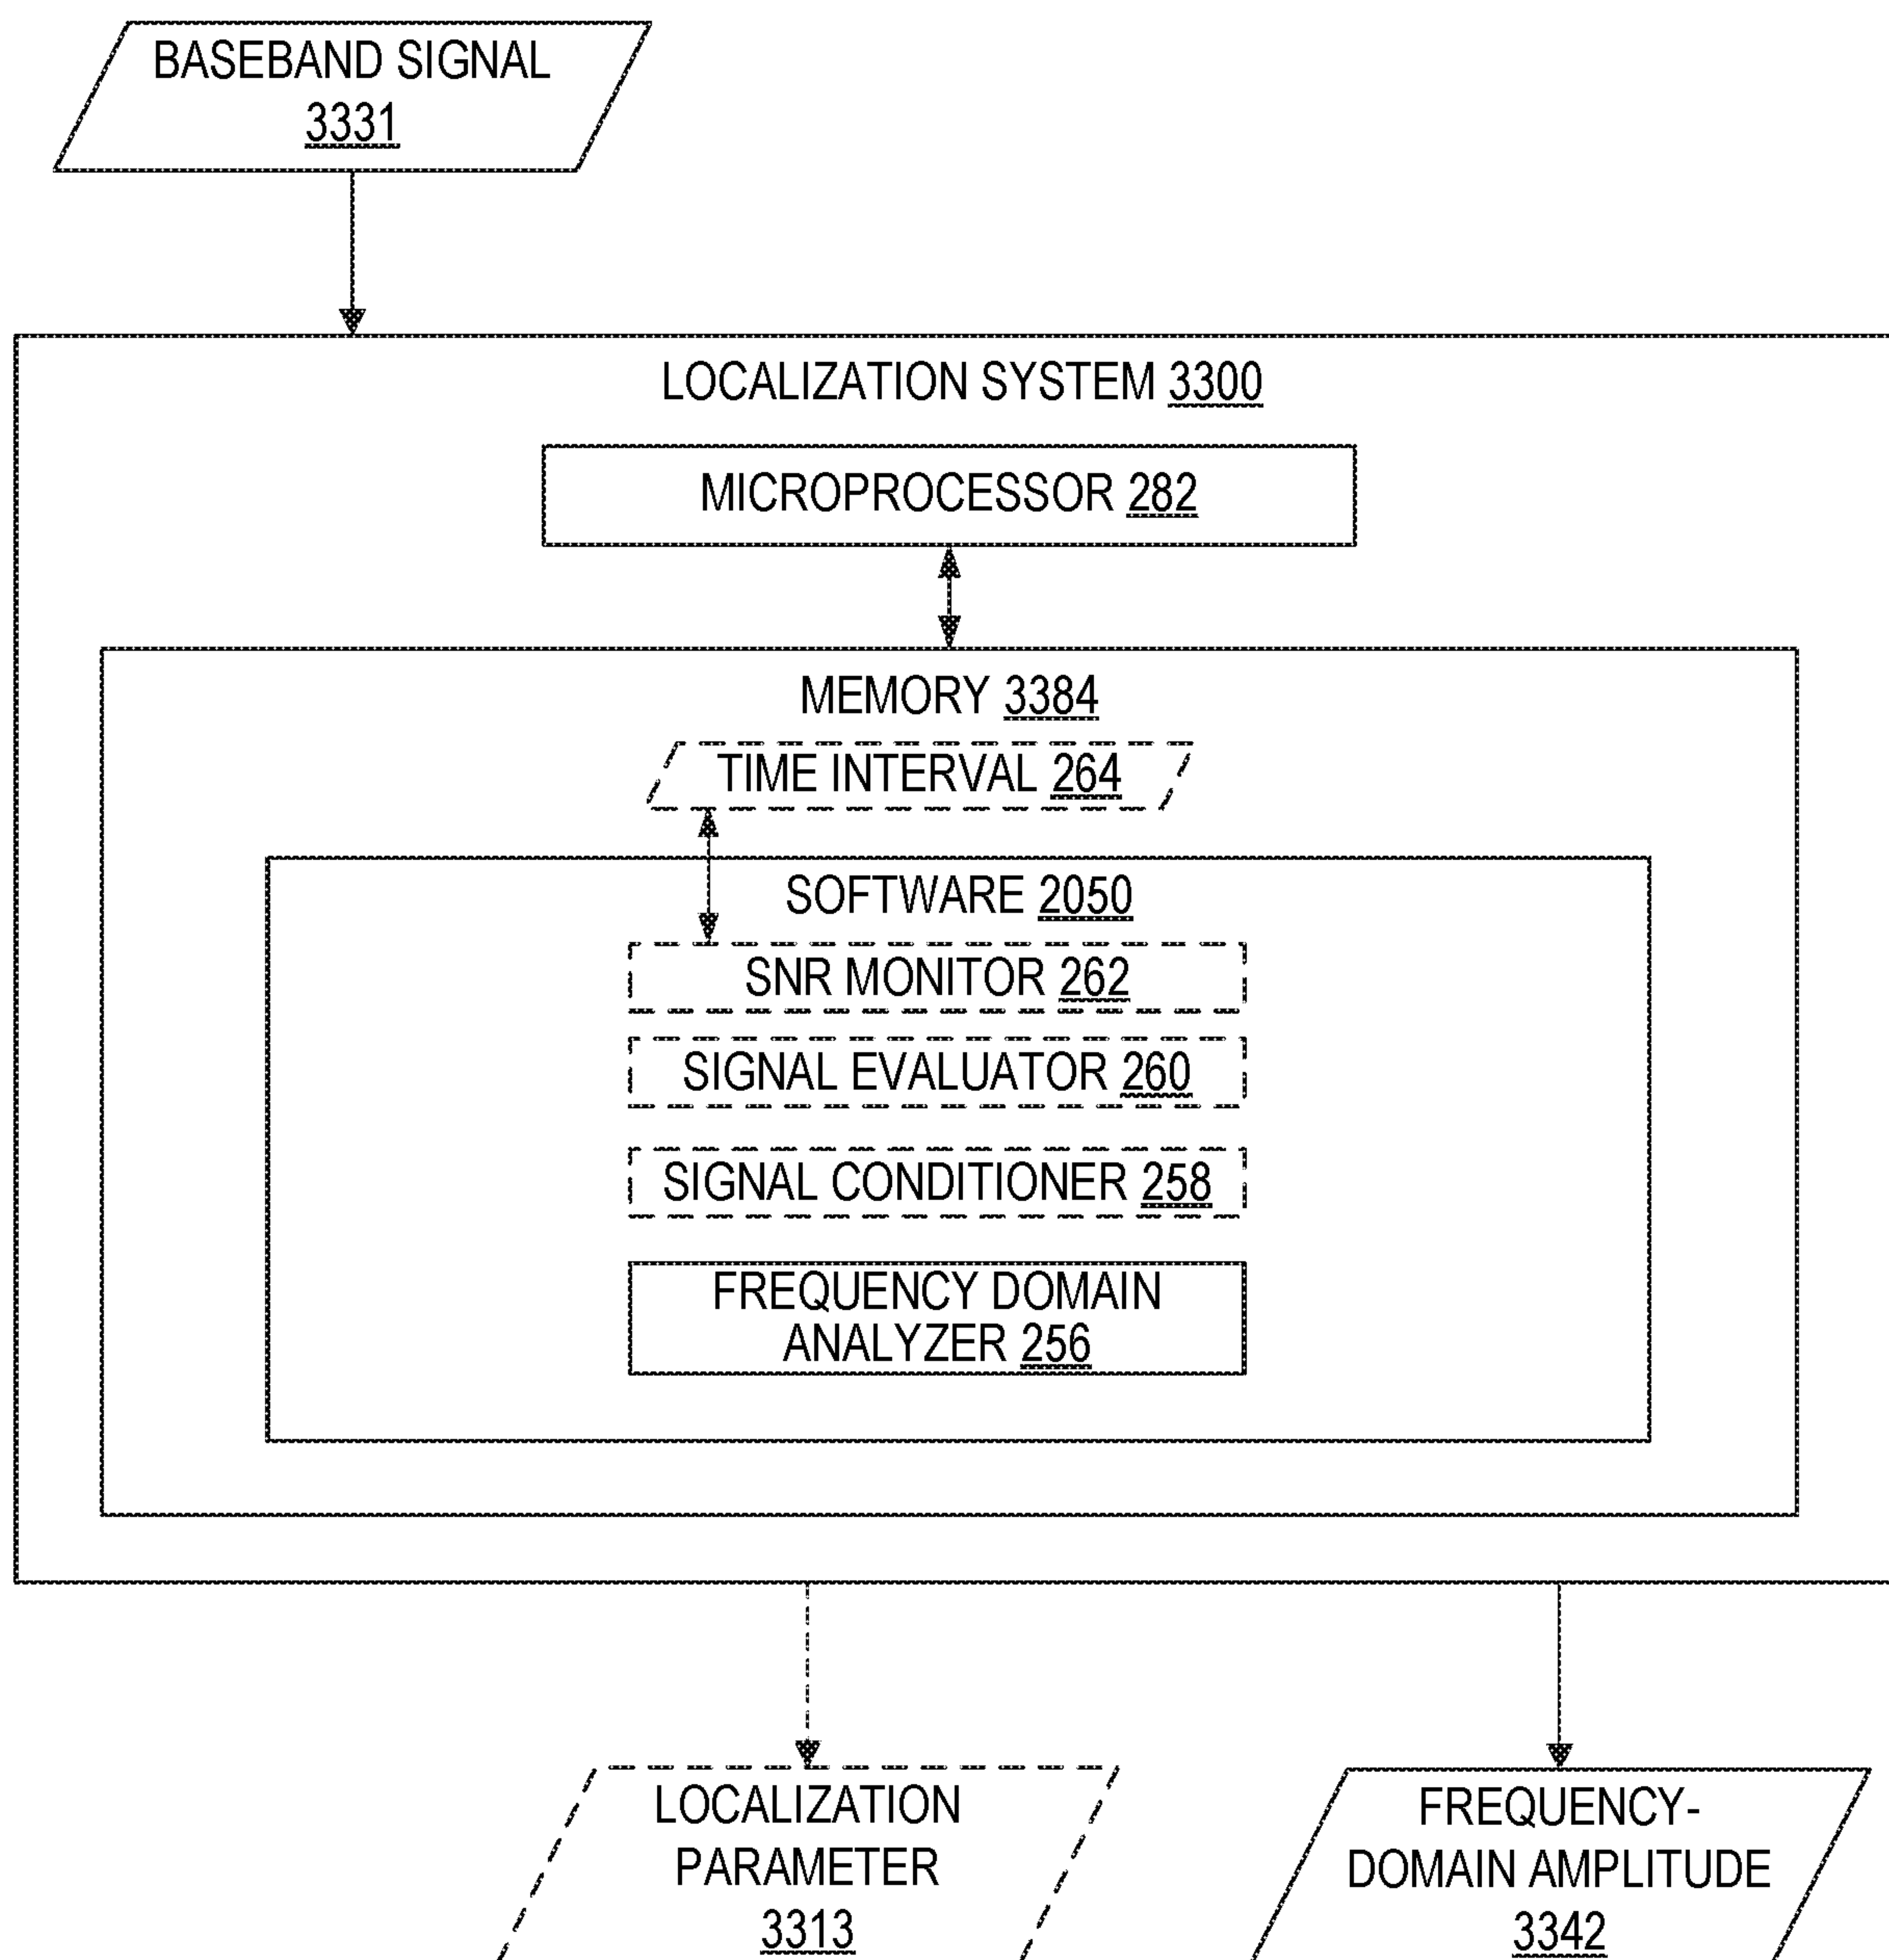 BASEBAND SIGNAL
3331
LOCALIZATION SYSTEM 3300
MICROPROCESSOR 282
MEMORY 3384
TIME INTERVAL 264
SOFTWARE 2050
SNR MONITOR 262
SIGNAL EVALUATOR 260
SIGNAL CONDITIONER 258
FREQUENCY DOMAIN
ANALYZER 256
LOCALIZATION
PARAMETER
3313
FREQUENCY-
DOMAIN AMPLITUDE
3342